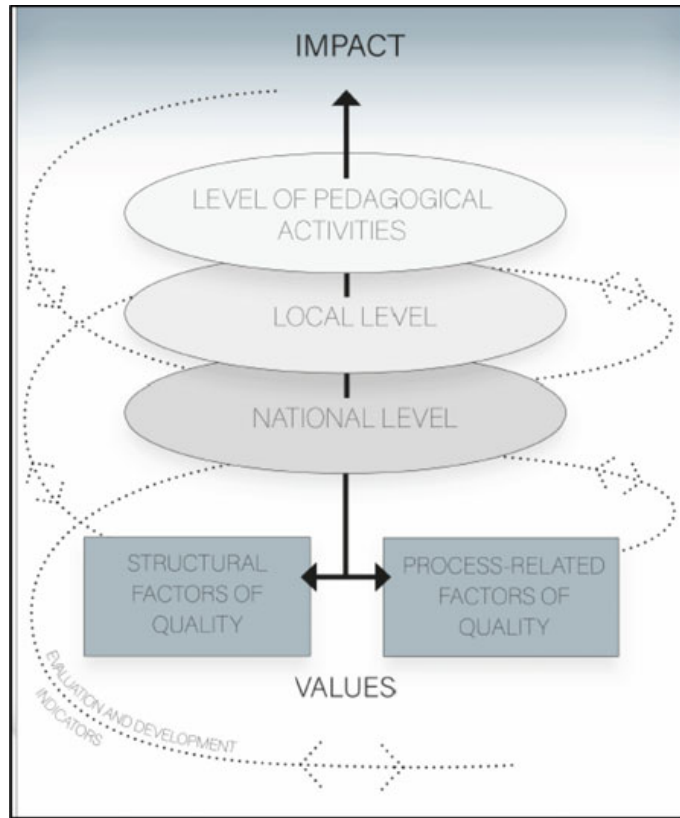 IMPACT
LEVEL OF PEDAGOGICAL
ACTIVITIES
LOCAL LEVEL
NATIONAL LEVEL
STRUCTURAL
FACTORS OF
QUALITY
PROCESS-RELATED
FACTORS OF
QUALITY
VALUES
EVALUATION AND DEVELOPMENT
INDICATORS